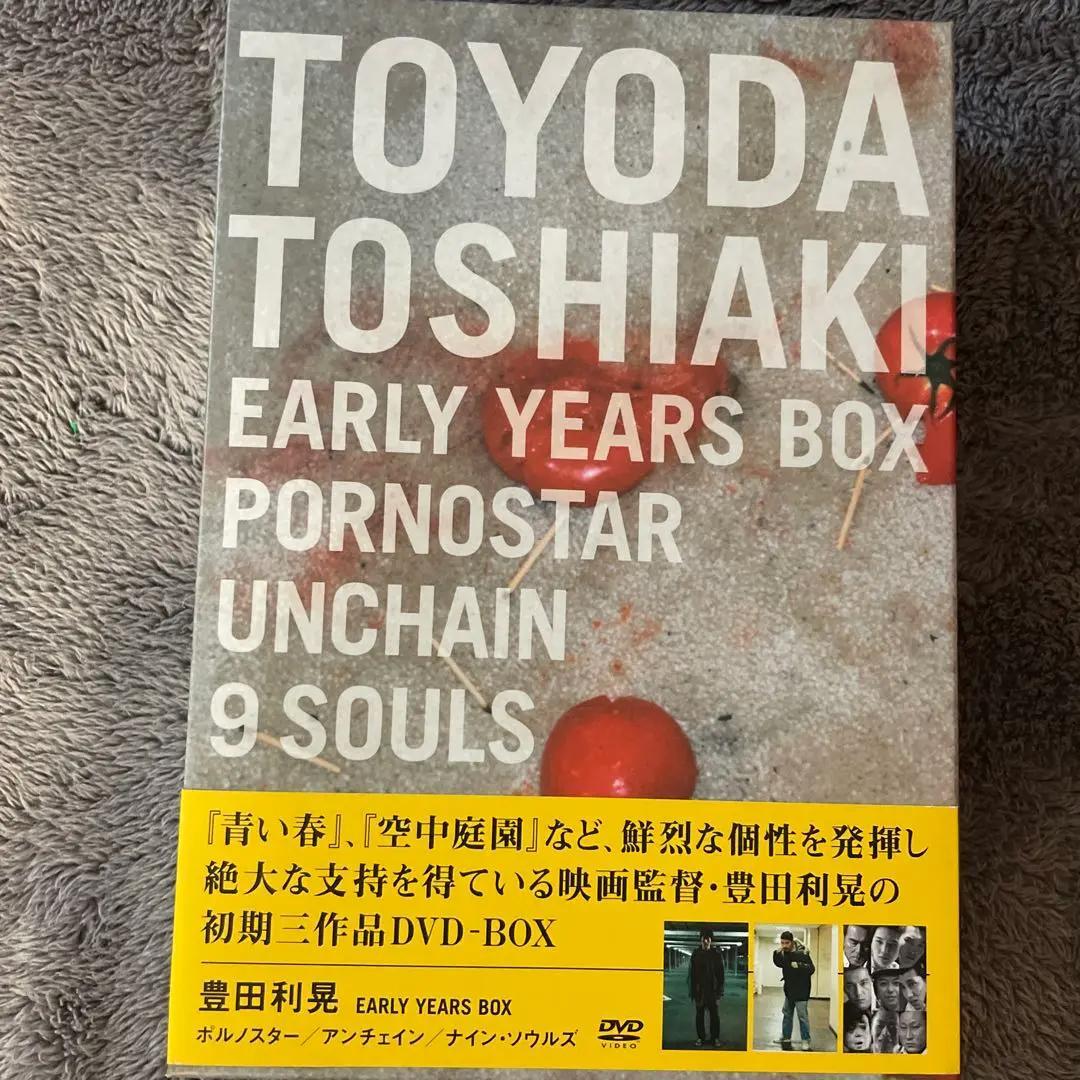 TOYODA
TOSHIAKI
EARLY YEARS BOX
PORNOSTAR
UNCHAIN
9 SOULS
『青い春』、『空中庭園』など、鮮烈な個性を発揮し
絶大な支持を得ている映画監督・豊田利晃の
初期三作品DVD-BOX
豊田利晃 EARLY YEARS BOX
ポルノスター／アンチェイン／ナイン・ソウルズ
DVD
VIDEO